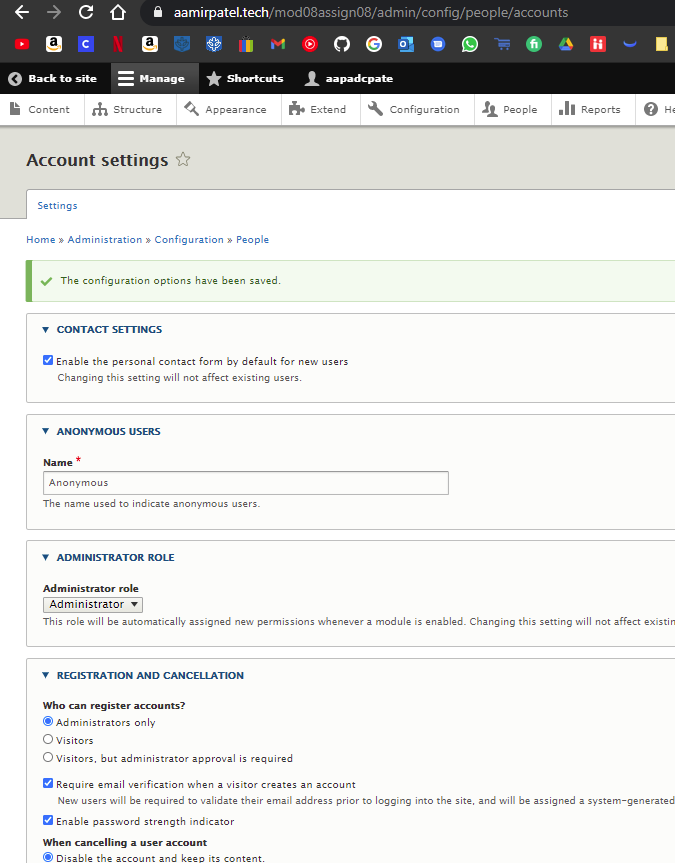 aamirpatel.tech/mod08assign08/admin/config/people/accounts
Back to site Manage Shortcuts aapadcpate
Content Structure Appearance Extend Configuration People Reports He
Account settings
Settings
Home » Administration » Configuration » People
The configuration options have been saved.
CONTACT SETTINGS
Enable the personal contact form by default for new users
Changing this setting will not affect existing users.
ANONYMOUS USERS
Name *
Anonymous
The name used to indicate anonymous users.
ADMINISTRATOR ROLE
Administrator role
Administrator
This role will be automatically assigned new permissions whenever a module is enabled. Changing this setting will not affect existin
REGISTRATION AND CANCELLATION
Who can register accounts?
Administrators only
Visitors
Visitors, but administrator approval is required
Require email verification when a visitor creates an account
New users will be required to validate their email address prior to logging into the site, and will be assigned a system-generated
Enable password strength indicator
When cancelling a user account
Disable the account and keep its content.